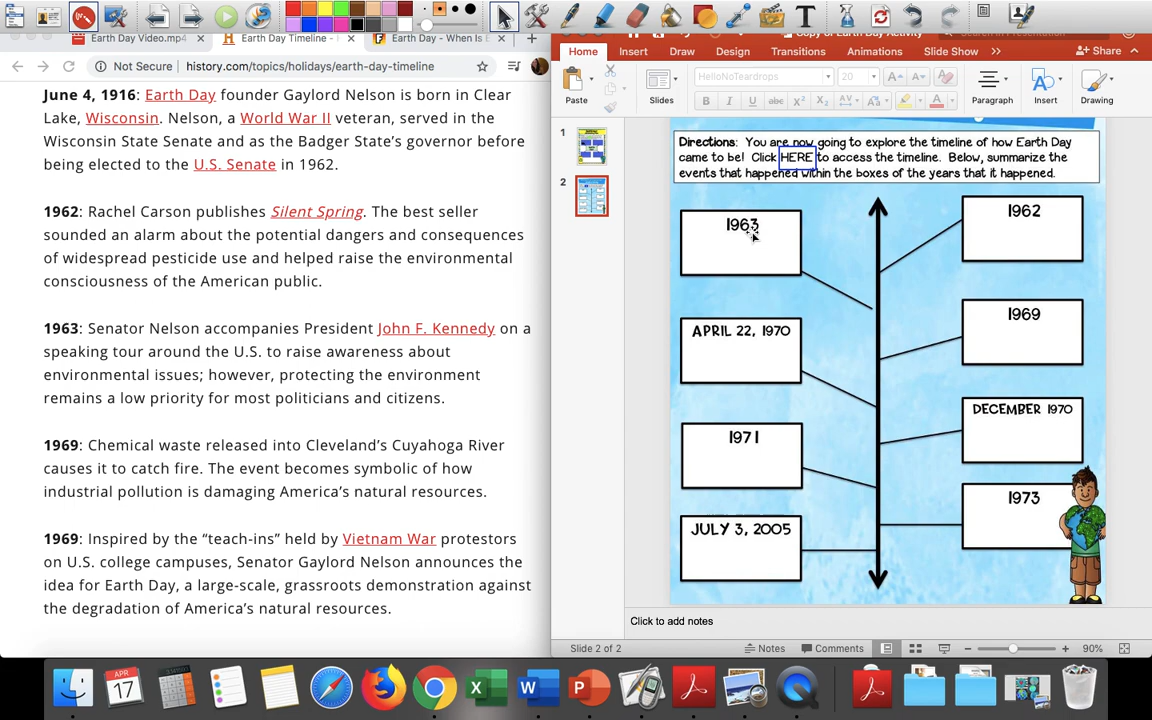 Earth Day Video.mp4
Earth Day Timeline -
Earth Day - When Is E
Not Secure | history.com/topics/holidays/earth-day-timeline
June 4, 1916: Earth Day founder Gaylord Nelson is born in Clear
Lake, Wisconsin. Nelson, a World War II veteran, served in the
Wisconsin State Senate and as the Badger State's governor before
being elected to the U.S. Senate in 1962.
1962: Rachel Carson publishes Silent Spring. The best seller
sounded an alarm about the potential dangers and consequences
of widespread pesticide use and helped raise the environmental
consciousness of the American public.
1963: Senator Nelson accompanies President John F. Kennedy on a
speaking tour around the U.S. to raise awareness about
environmental issues; however, protecting the environment
remains a low priority for most politicians and citizens.
1969: Chemical waste released into Cleveland's Cuyahoga River
causes it to catch fire. The event becomes symbolic of how
industrial pollution is damaging America's natural resources.
1969: Inspired by the “teach-ins” held by Vietnam War protestors
on U.S. college campuses, Senator Gaylord Nelson announces the
idea for Earth Day, a large-scale, grassroots demonstration against
the degradation of America's natural resources.
Home Insert Draw Design Transitions Animations Slide Show >> Share
HelloNoTeardrops 20
Paste Slides B I U abc X² X₂ AV Aa A Paragraph Insert Drawing
1
2
Directions: You are now going to explore the timeline of how Earth Day
came to be! Click HERE to access the timeline. Below, summarize the
events that happened within the boxes of the years that it happened.
1963
1962
APRIL 22, 1970
1969
1971
DECEMBER 1970
JULY 3, 2005
1973
Click to add notes
Slide 2 of 2 Notes Comments 90%
APR
17